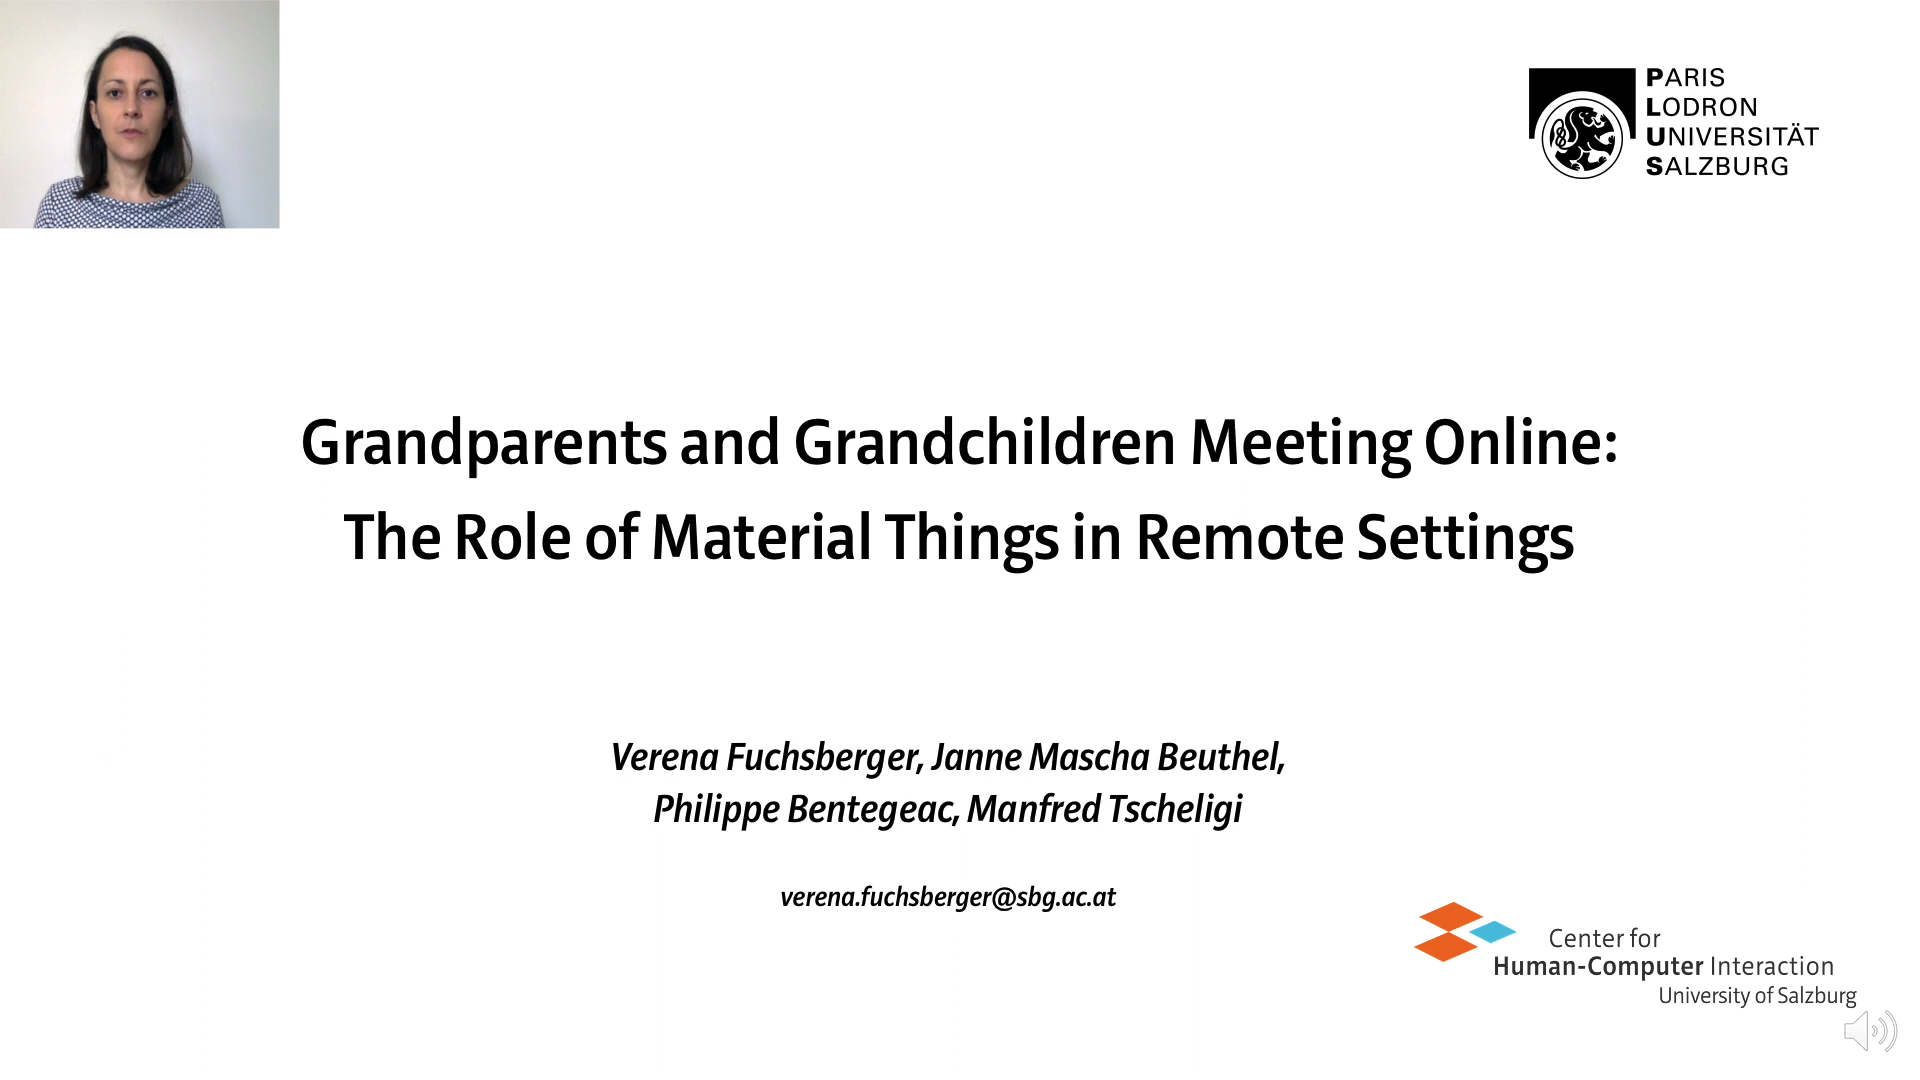 PARIS
LODRON
UNIVERSITÄT
SALZBURG
Grandparents and Grandchildren Meeting Online:
The Role of Material Things in Remote Settings
Verena Fuchsberger, Janne Mascha Beuthel,
Philippe Bentegeac, Manfred Tscheligi
verena.fuchsberger@sbg.ac.at
Center for
Human-Computer Interaction
University of Salzburg